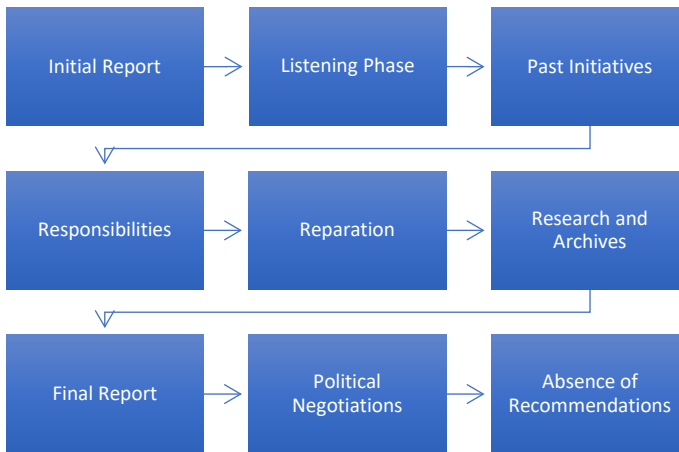 Initial Report
Listening Phase
Past Initiatives
Responsibilities
Reparation
Research and
Archives
Final Report
Political
Negotiations
Absence of
Recommendations